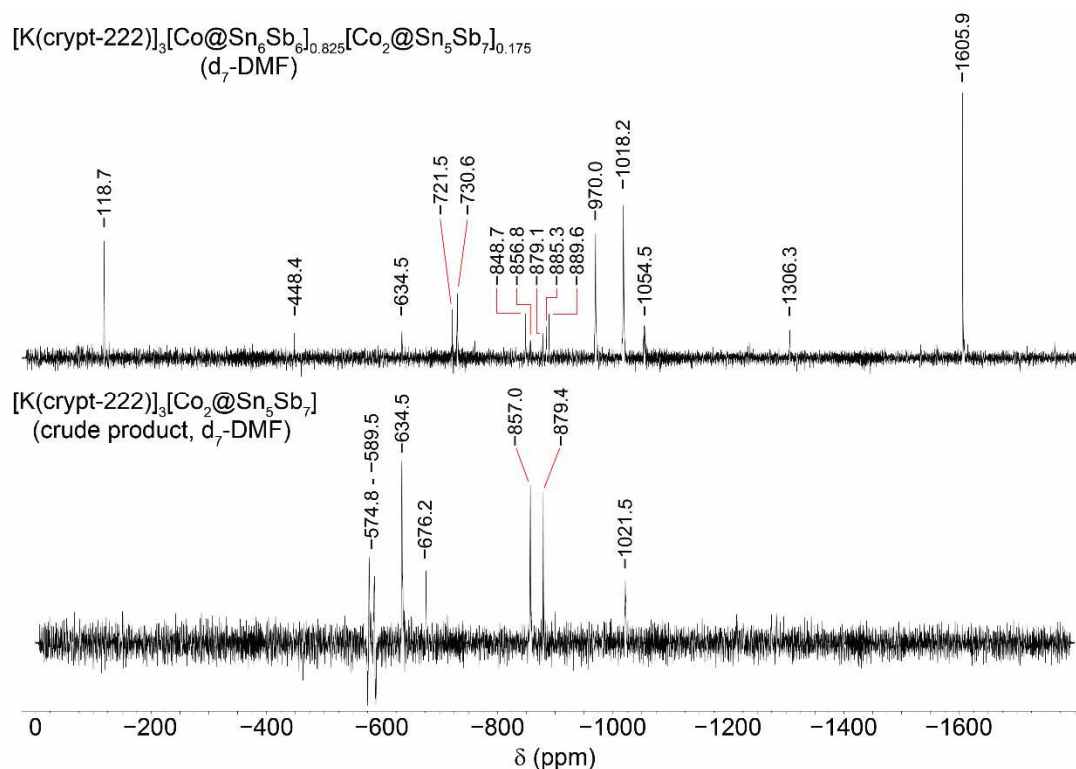 [K(crypt-222)]₃[Co@Sn₆Sb₆]₀.₈₂₅[Co₂@Sn₅Sb₇]₀.₁₇₅
(d₇-DMF)
−118.7
−448.4
−634.5
−721.5
−730.6
−848.7
−856.8
−879.1
−885.3
−889.6
−970.0
−1018.2
−1054.5
−1306.3
−1605.9
[K(crypt-222)]₃[Co₂@Sn₅Sb₇]
(crude product, d₇-DMF)
−574.8 - −589.5
−634.5
−676.2
−857.0
−879.4
−1021.5
0 −200 −400 −600 −800 −1000 −1200 −1400 −1600
δ (ppm)